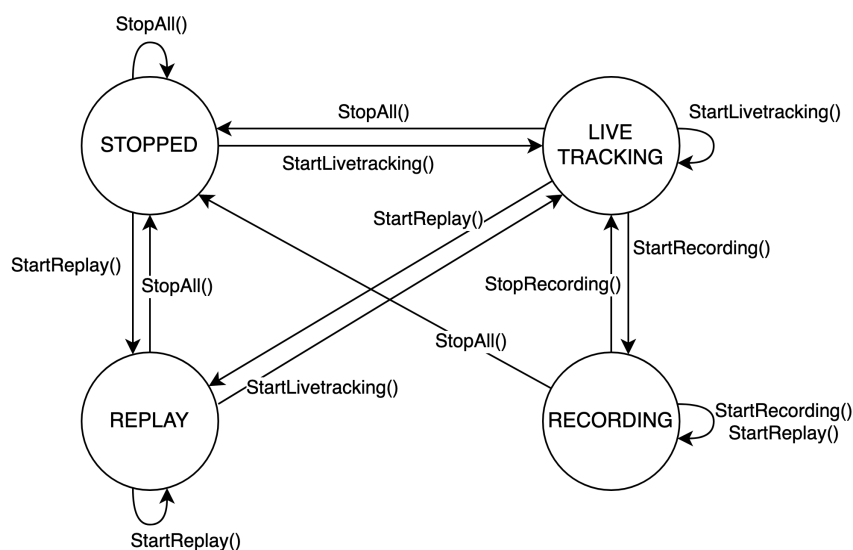 StopAll()
STOPPED
StopAll()
StartLivetracking()
LIVE
TRACKING
StartLivetracking()
StartReplay()
StartReplay()
StopAll()
StopRecording()
StartRecording()
StopAll()
StartLivetracking()
REPLAY
RECORDING
StartRecording()
StartReplay()
StartReplay()